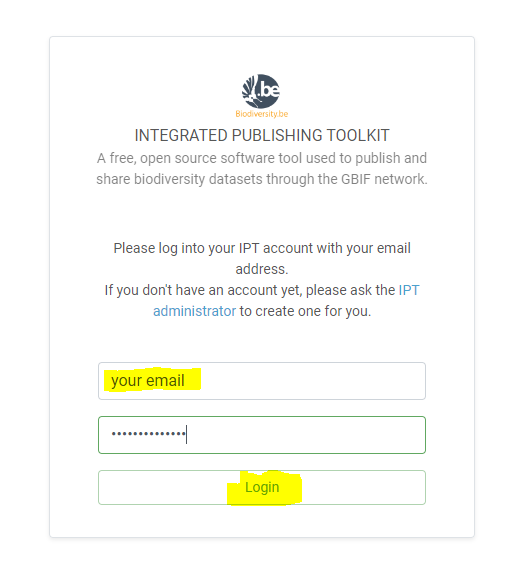 .be
Biodiversity.be
INTEGRATED PUBLISHING TOOLKIT
A free, open source software tool used to publish and
share biodiversity datasets through the GBIF network.
Please log into your IPT account with your email
address.
If you don't have an account yet, please ask the IPT
administrator to create one for you.
your email
••••••••••••••
Login